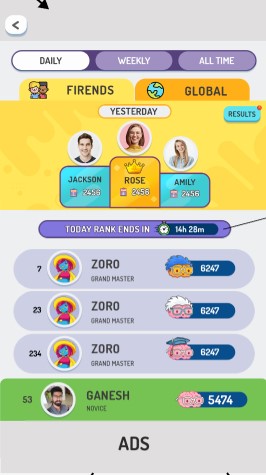 DAILY WEEKLY ALL TIME
FIRENDS GLOBAL
YESTERDAY
RESULTS
JACKSON ROSE AMILY
2456 2456 2456
TODAY RANK ENDS IN 14h 28m
7 ZORO 6247
GRAND MASTER
23 ZORO 6247
GRAND MASTER
234 ZORO 6247
GRAND MASTER
53 GANESH 5474
NOVICE
ADS